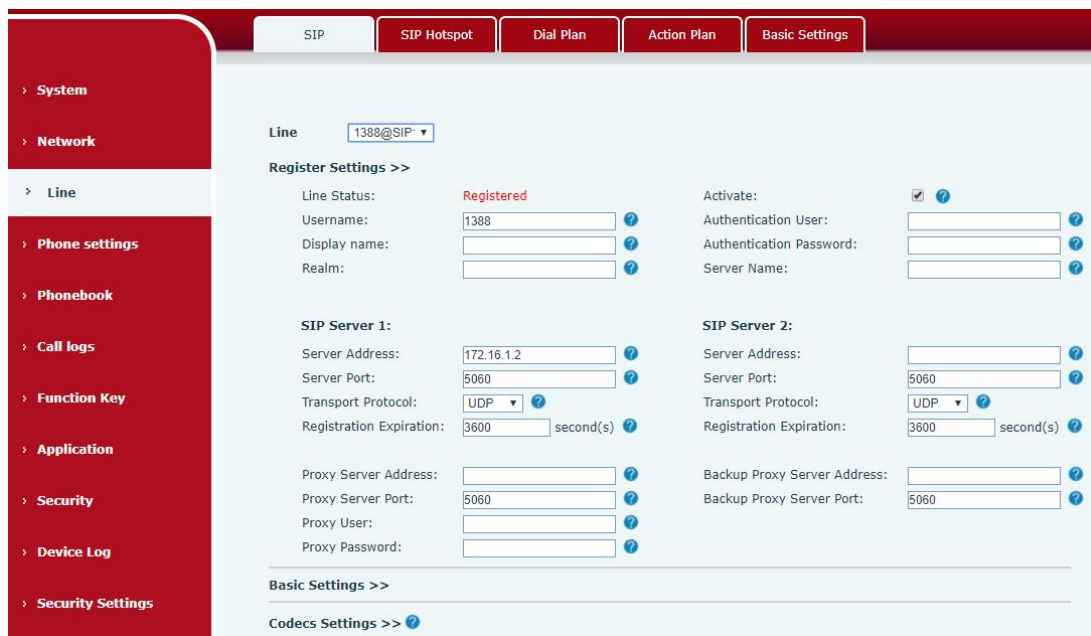 SIP SIP Hotspot Dial Plan Action Plan Basic Settings
› System
› Network
› Line
› Phone settings
› Phonebook
› Call logs
› Function Key
› Application
› Security
› Device Log
› Security Settings
Line 1388@SIP
Register Settings >>
Line Status: Registered Activate:
Username: 1388 Authentication User:
Display name: Authentication Password:
Realm: Server Name:
SIP Server 1: SIP Server 2:
Server Address: 172.16.1.2 Server Address:
Server Port: 5060 Server Port: 5060
Transport Protocol: UDP Transport Protocol: UDP
Registration Expiration: 3600 second(s) Registration Expiration: 3600 second(s)
Proxy Server Address: Backup Proxy Server Address:
Proxy Server Port: 5060 Backup Proxy Server Port: 5060
Proxy User:
Proxy Password:
Basic Settings >>
Codecs Settings >>